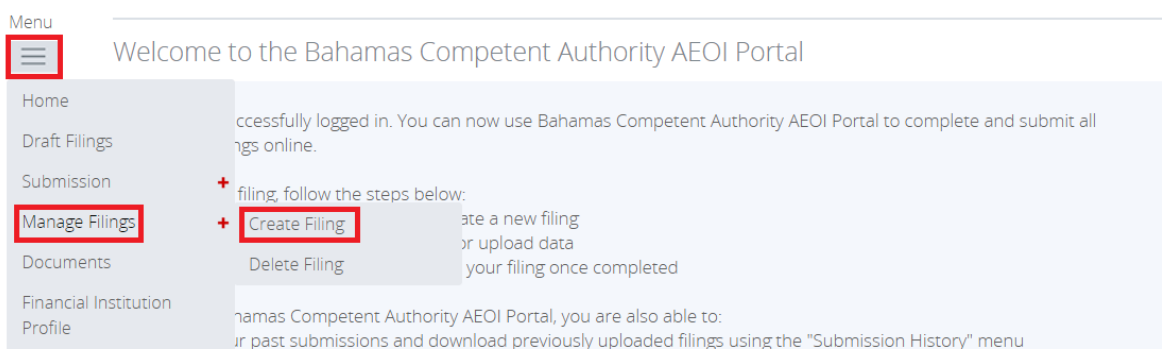 Menu
Welcome to the Bahamas Competent Authority AEOI Portal
Home
ccessfully logged in. You can now use Bahamas Competent Authority AEOI Portal to complete and submit all
Draft Filings
ngs online.
Submission +
filing, follow the steps below:
Manage Filings + Create Filing
ate a new filing
or upload data
Documents
Delete Filing
your filing once completed
Financial Institution
Profile
hamas Competent Authority AEOI Portal, you are also able to:
ur past submissions and download previously uploaded filings using the "Submission History" menu